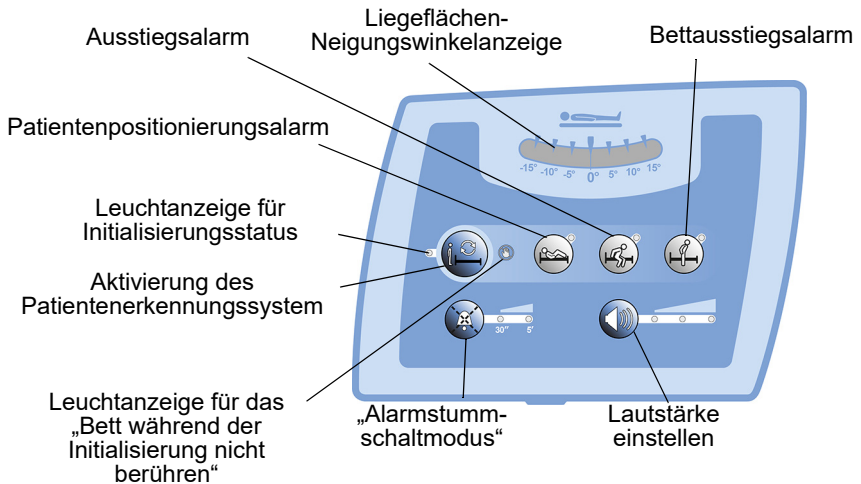 Ausstiegsalarm
Liegeflächen-
Neigungswinkelanzeige
Bettausstiegsalarm
Patientenpositionierungsalarm
-15° -10° -5° 0° 5° 10° 15°
Leuchtanzeige für
Initialisierungsstatus
Aktivierung des
Patientenerkennungssystem
30" 5'
Leuchtanzeige für das
„Bett während der
Initialisierung nicht
berühren“
„Alarmstumm-
schaltmodus“
Lautstärke
einstellen